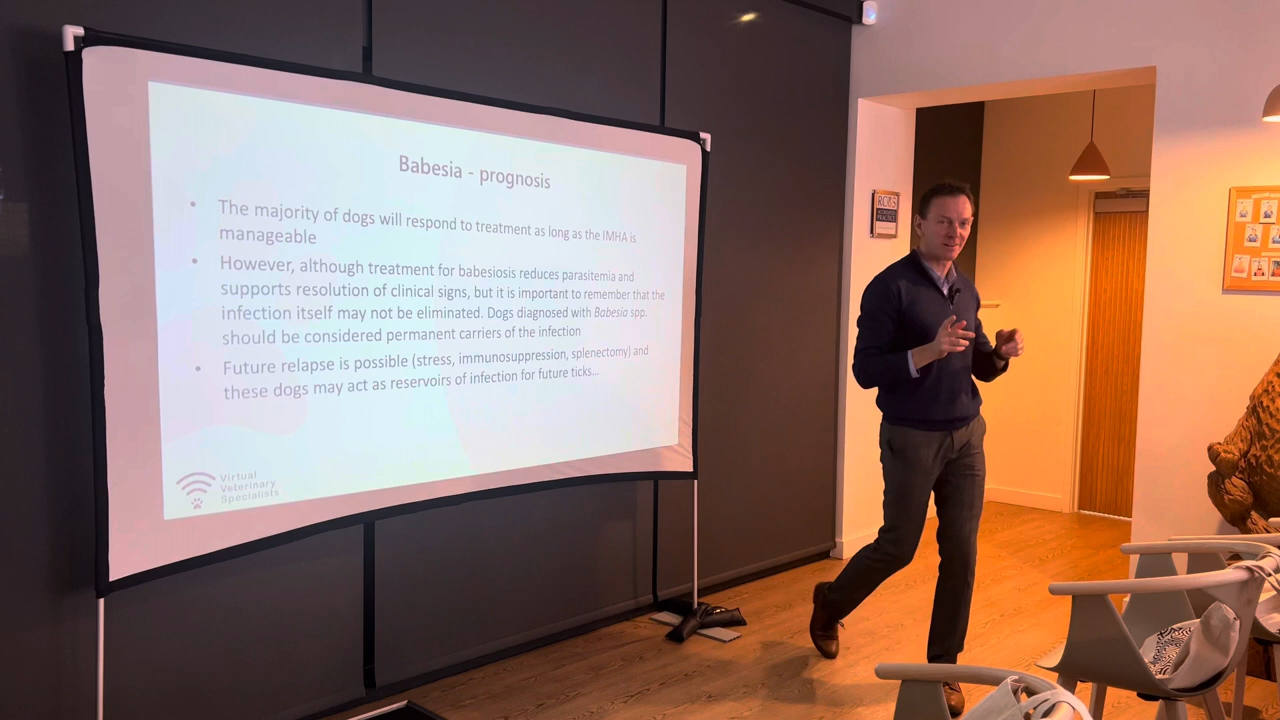 Babesia - prognosis
• The majority of dogs will respond to treatment as long as the IMHA is
manageable
• However, although treatment for babesiosis reduces parasitemia and
supports resolution of clinical signs, but it is important to remember that the
infection itself may not be eliminated. Dogs diagnosed with Babesia spp.
should be considered permanent carriers of the infection
• Future relapse is possible (stress, immunosuppression, splenectomy) and
these dogs may act as reservoirs of infection for future ticks...
Virtual
Veterinary
Specialists
RCVS
ACCREDITED
PRACTICE